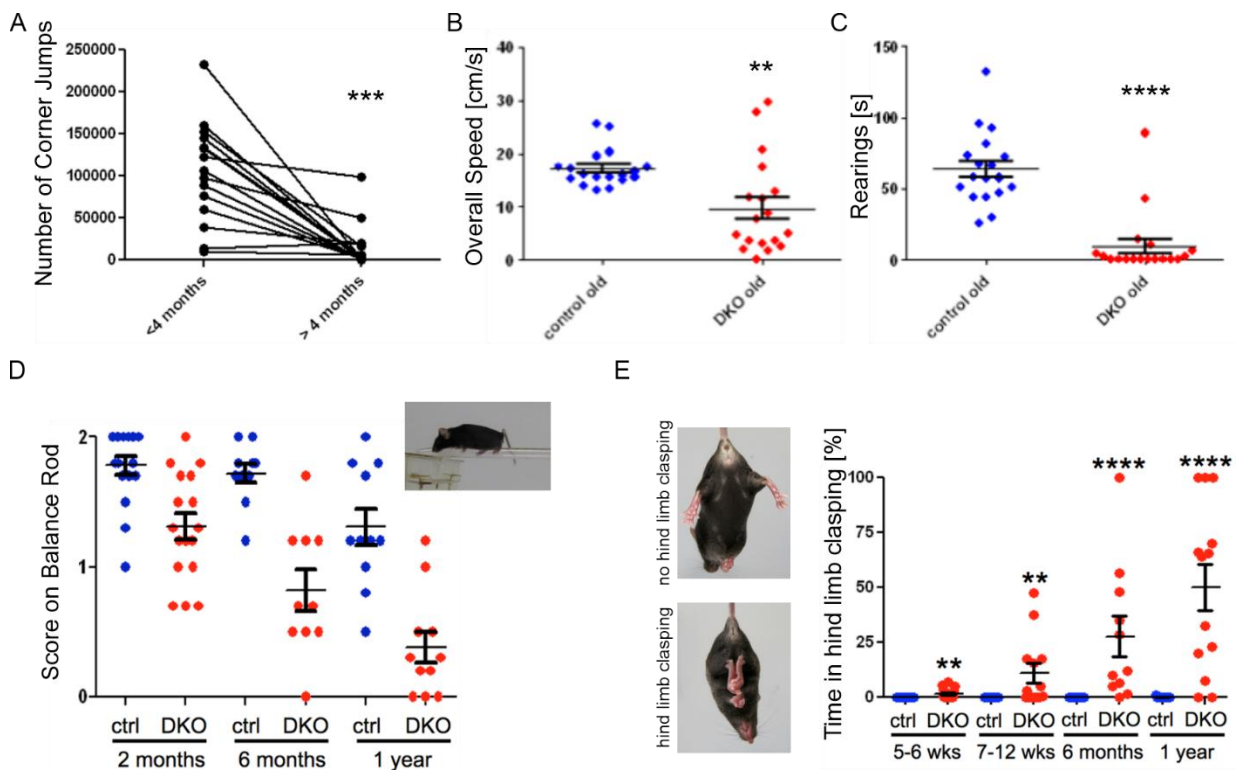 A
Number of Corner Jumps
250000
200000
150000
100000
50000
0
***
<4 months
> 4 months
B
Overall Speed [cm/s]
40
30
20
10
0
**
control old
DKO old
C
Rearings [s]
150
100
50
0
****
control old
DKO old
D
Score on Balance Rod
2
1
0
ctrl DKO ctrl DKO ctrl DKO
2 months 6 months 1 year
E
no hind limb clasping
hind limb clasping
Time in hind limb clasping [%]
100
75
50
25
0
** ** **** ****
ctrl DKO ctrl DKO ctrl DKO ctrl DKO
5-6 wks 7-12 wks 6 months 1 year